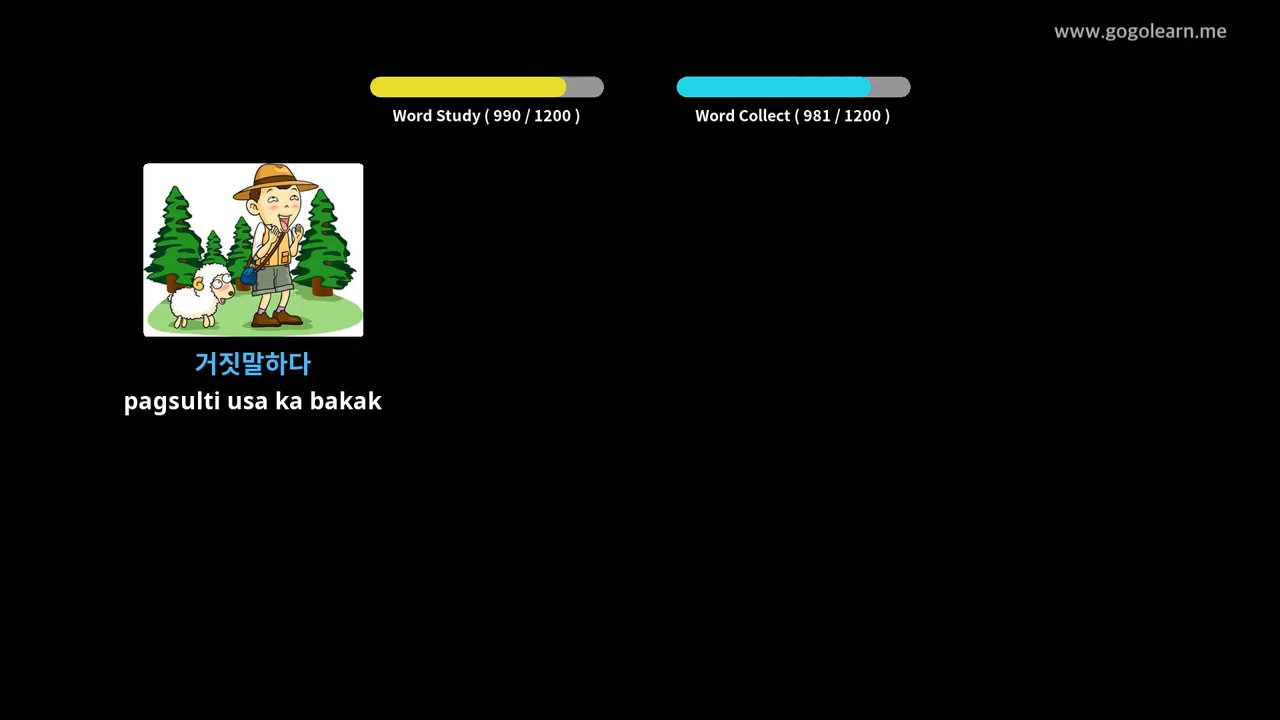 www.gogolearn.me
Word Study ( 990 / 1200 )
Word Collect ( 981 / 1200 )
거짓말하다
pagsulti usa ka bakak